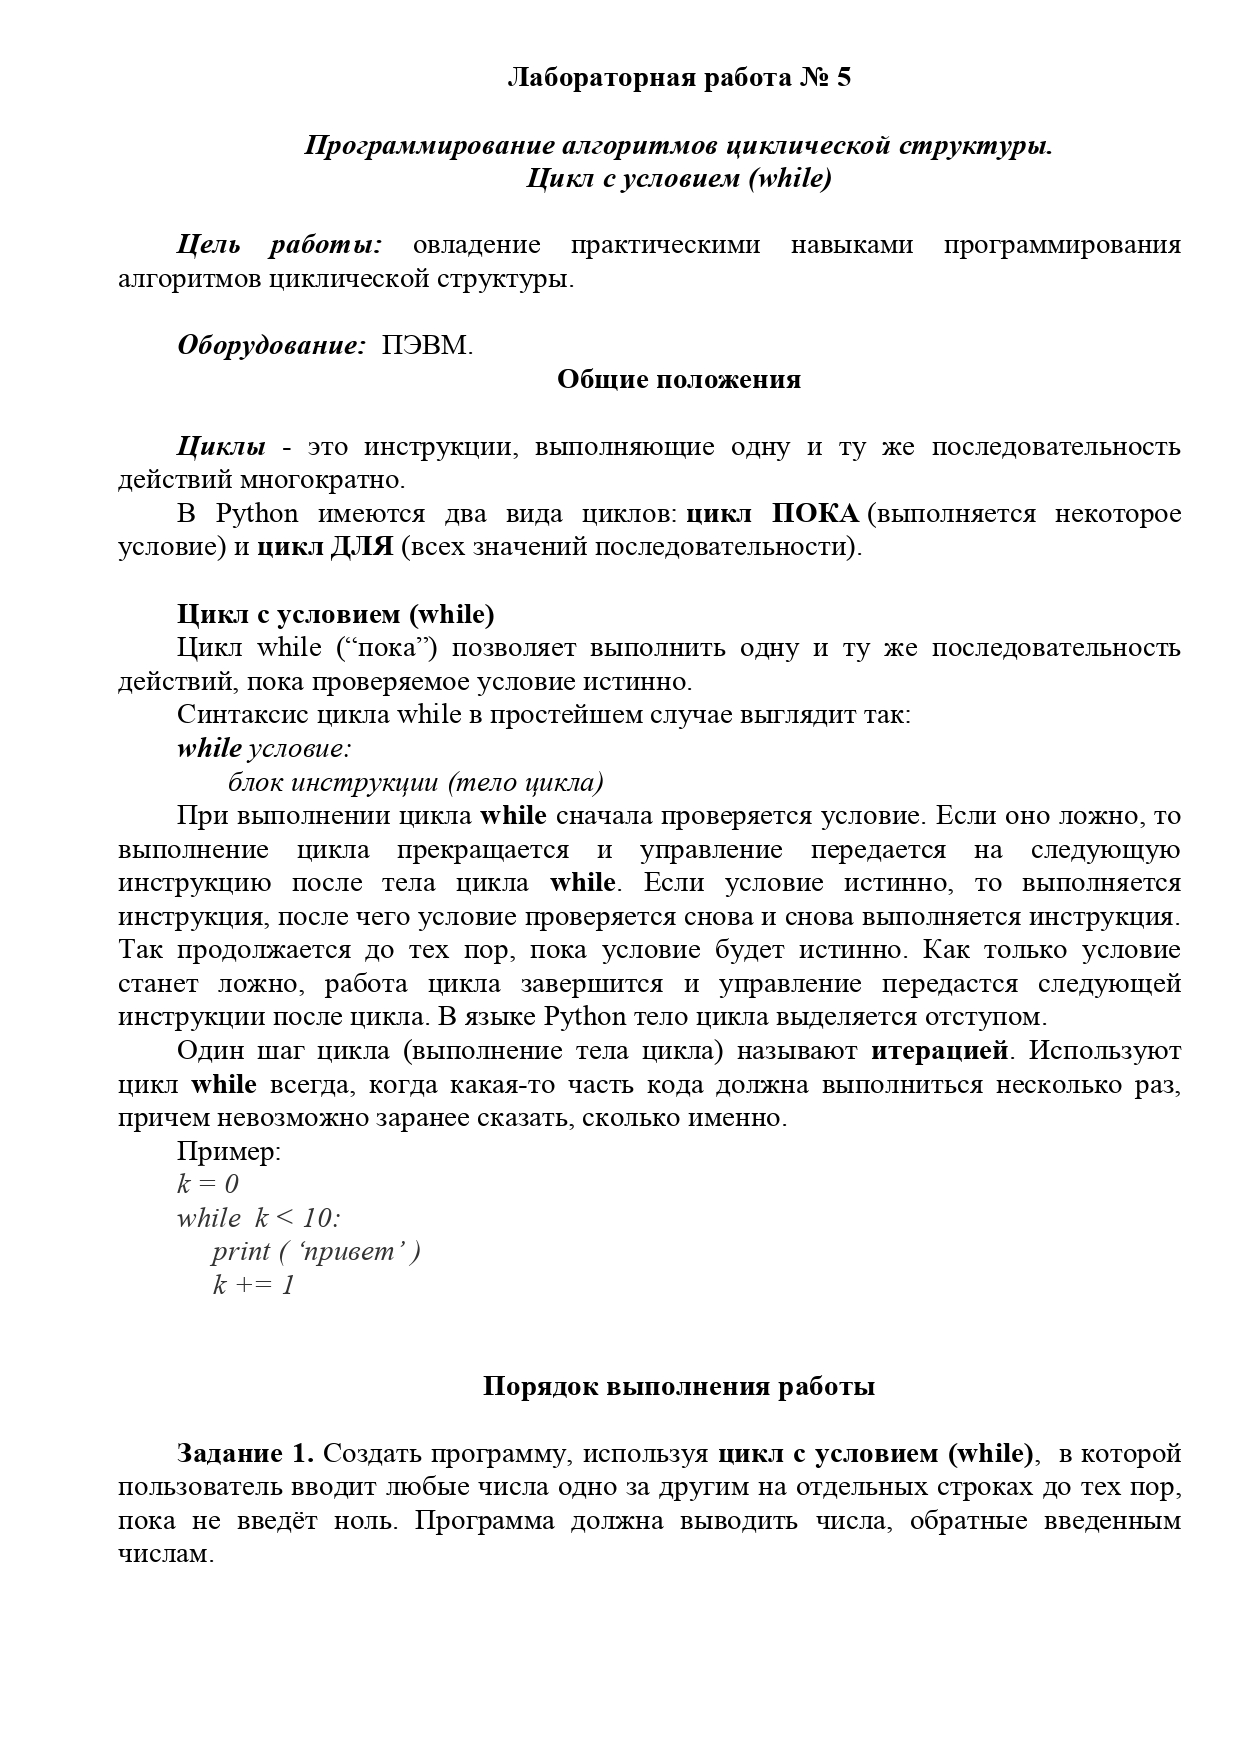 Лабораторная работа № 5
Программирование алгоритмов циклической структуры.
Цикл с условием (while)
Цель работы: овладение практическими навыками программирования
алгоритмов циклической структуры.
Оборудование: ПЭВМ.
Общие положения
Циклы - это инструкции, выполняющие одну и ту же последовательность
действий многократно.
В Python имеются два вида циклов: цикл ПОКА (выполняется некоторое
условие) и цикл ДЛЯ (всех значений последовательности).
Цикл с условием (while)
Цикл while (“пока”) позволяет выполнить одну и ту же последовательность
действий, пока проверяемое условие истинно.
Синтаксис цикла while в простейшем случае выглядит так:
while условие:
блок инструкции (тело цикла)
При выполнении цикла while сначала проверяется условие. Если оно ложно, то
выполнение цикла прекращается и управление передается на следующую
инструкцию после тела цикла while. Если условие истинно, то выполняется
инструкция, после чего условие проверяется снова и снова выполняется инструкция.
Так продолжается до тех пор, пока условие будет истинно. Как только условие
станет ложно, работа цикла завершится и управление передастся следующей
инструкции после цикла. В языке Python тело цикла выделяется отступом.
Один шаг цикла (выполнение тела цикла) называют итерацией. Используют
цикл while всегда, когда какая-то часть кода должна выполниться несколько раз,
причем невозможно заранее сказать, сколько именно.
Пример:
k = 0
while k < 10:
print ( ‘привет’ )
k += 1
Порядок выполнения работы
Задание 1. Создать программу, используя цикл с условием (while), в которой
пользователь вводит любые числа одно за другим на отдельных строках до тех пор,
пока не введёт ноль. Программа должна выводить числа, обратные введенным
числам.